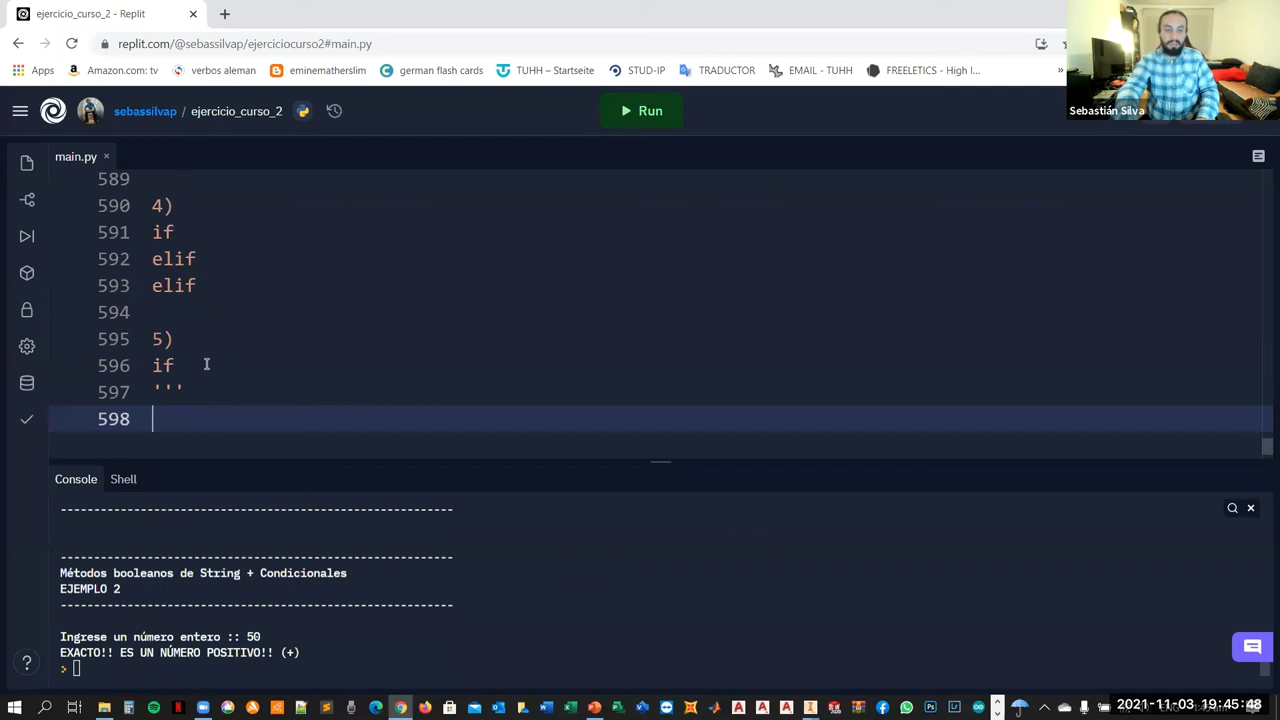 ejercicio_curso_2 - Replit
replit.com/@sebassilvap/ejerciciocurso2#main.py
Apps
Amazon.com: tv
verbos aleman
eminematherslim
german flash cards
TUHH – Startseite
STUD-IP
TRADUCTOR
EMAIL - TUHH
FREELETICS - High I...
»
Sebastián Silva
sebassilvap / ejercicio_curso_2
Run
main.py
589
590 4)
591 if
592 elif
593 elif
594
595 5)
596 if
597 '''
598
Console
Shell
---------------------------------------------------------
---------------------------------------------------------
Métodos booleanos de String + Condicionales
EJEMPLO 2
---------------------------------------------------------
Ingrese un número entero :: 50
EXACTO!! ES UN NÚMERO POSITIVO!! (+)
>
2021-11-03 19:45:48